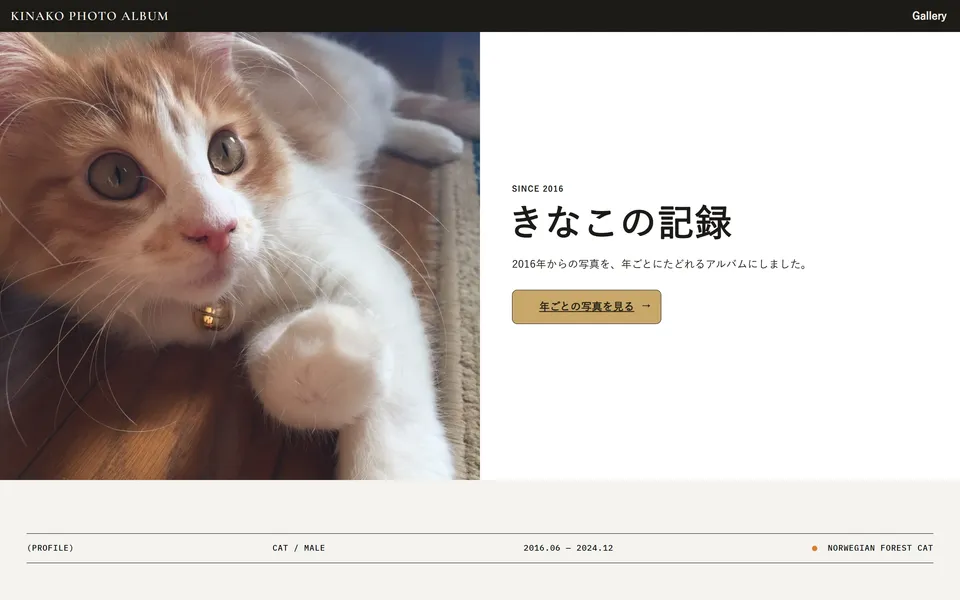 KINAKO PHOTO ALBUM
Gallery
SINCE 2016
きなこの記録
2016年からの写真を、年ごとにたどれるアルバムにしました。
年ごとの写真を見る →
(PROFILE)
CAT / MALE
2016.06 — 2024.12
NORWEGIAN FOREST CAT